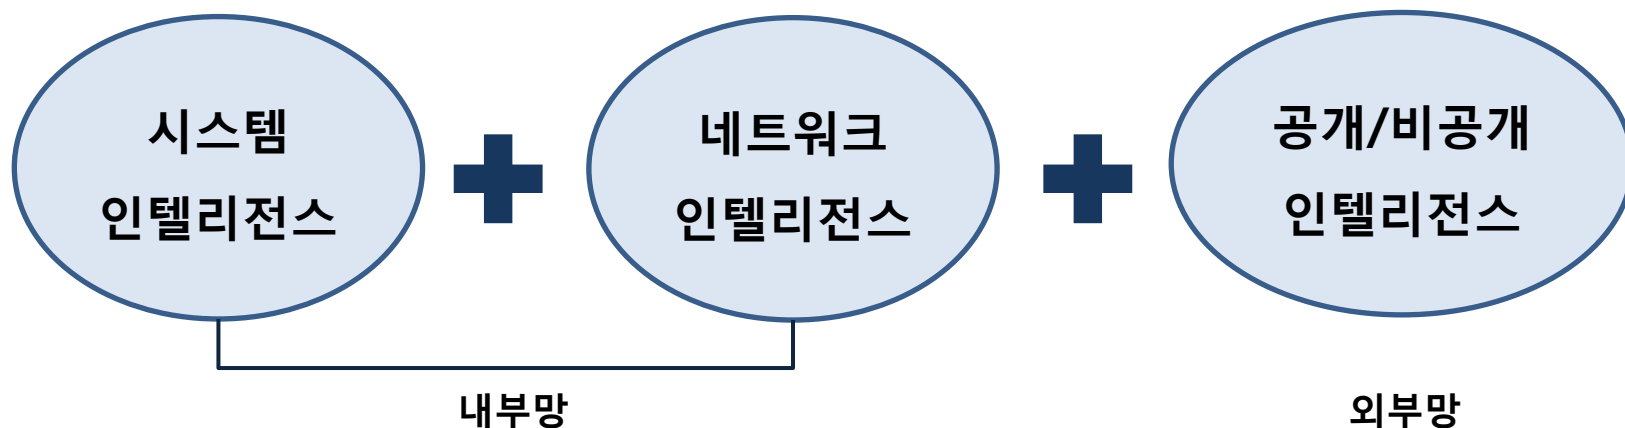 시스템
인텔리전스
네트워크
인텔리전스
공개/비공개
인텔리전스
내부망
외부망